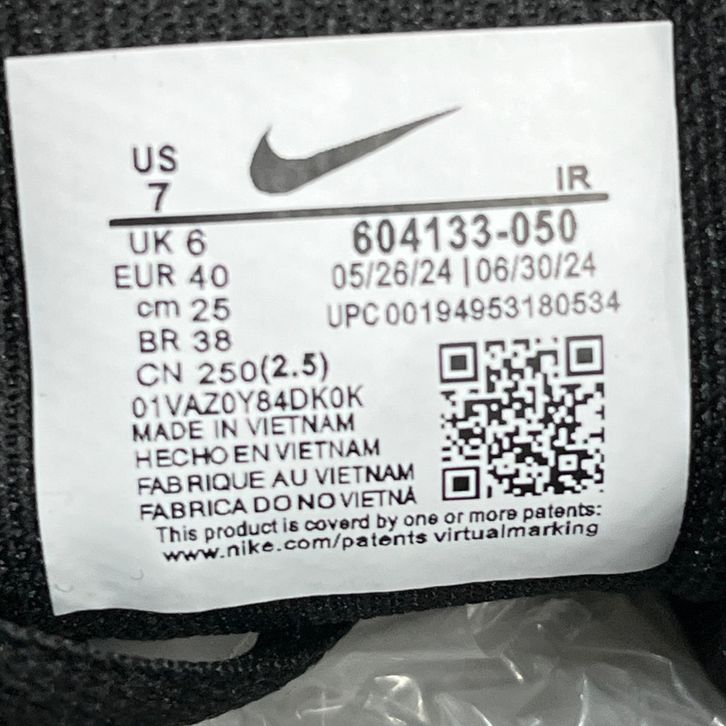 US
7
IR
UK 6
604133-050
EUR 40
05/26/24 | 06/30/24
cm 25
UPC 00194953180534
BR 38
CN 250(2.5)
01VAZ0Y84DK0K
MADE IN VIETNAM
HECHO EN VIETNAM
FABRIQUE AU VIETNAM
FABRICA DO NO VIETNA
This product is coverd by one or more patents:
www.nike.com/patents virtualmarking